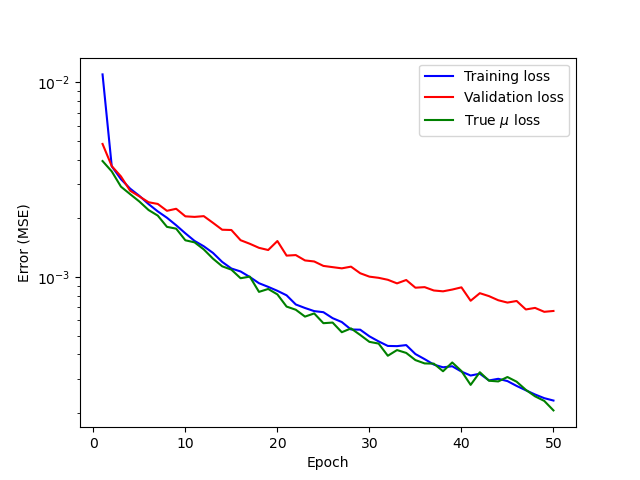 Training loss
Validation loss
True μ loss
10⁻²
10⁻³
Error (MSE)
0 10 20 30 40 50
Epoch